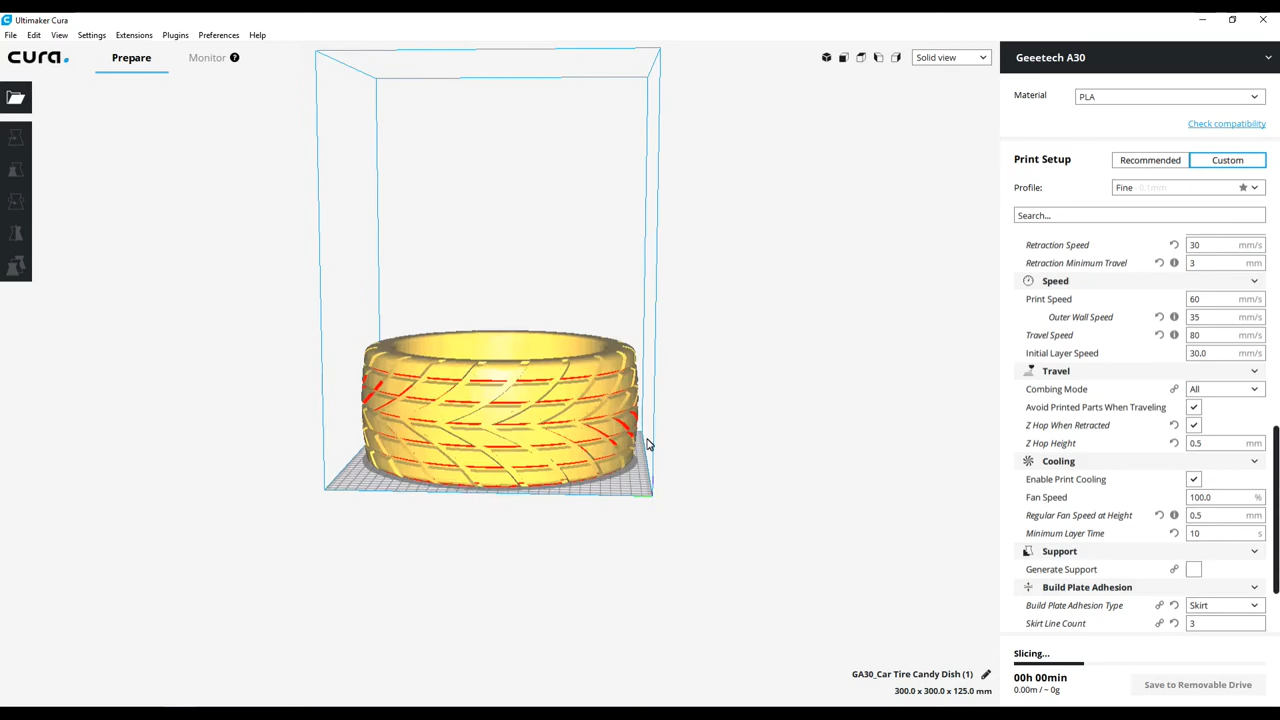 Ultimaker Cura
File Edit View Settings Extensions Plugins Preferences Help
cura. Prepare Monitor ?
Solid view
Geeetech A30
Material PLA
Check compatibility
Print Setup Recommended Custom
Profile: Fine - 0.1mm
Search...
Retraction Speed 30 mm/s
Retraction Minimum Travel 3 mm
Speed
Print Speed 60 mm/s
Outer Wall Speed 35 mm/s
Travel Speed 80 mm/s
Initial Layer Speed 30.0 mm/s
Travel
Combing Mode All
Avoid Printed Parts When Traveling
Z Hop When Retracted
Z Hop Height 0.5 mm
Cooling
Enable Print Cooling
Fan Speed 100.0 %
Regular Fan Speed at Height 0.5 mm
Minimum Layer Time 10 s
Support
Generate Support
Build Plate Adhesion
Build Plate Adhesion Type Skirt
Skirt Line Count 3
Slicing...
00h 00min
0.00m / ~ 0g
Save to Removable Drive
GA30_Car Tire Candy Dish (1)
300.0 x 300.0 x 125.0 mm